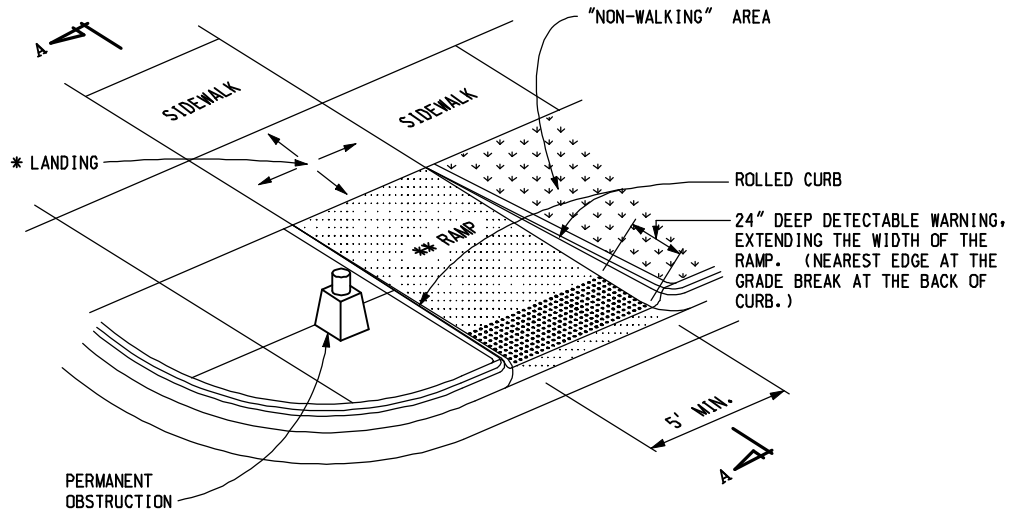 "NON-WALKING" AREA
A
SIDEWALK
SIDEWALK
* LANDING
ROLLED CURB
** RAMP
24" DEEP DETECTABLE WARNING,
EXTENDING THE WIDTH OF THE
RAMP. (NEAREST EDGE AT THE
GRADE BREAK AT THE BACK OF
CURB.)
5' MIN.
A
PERMANENT
OBSTRUCTION